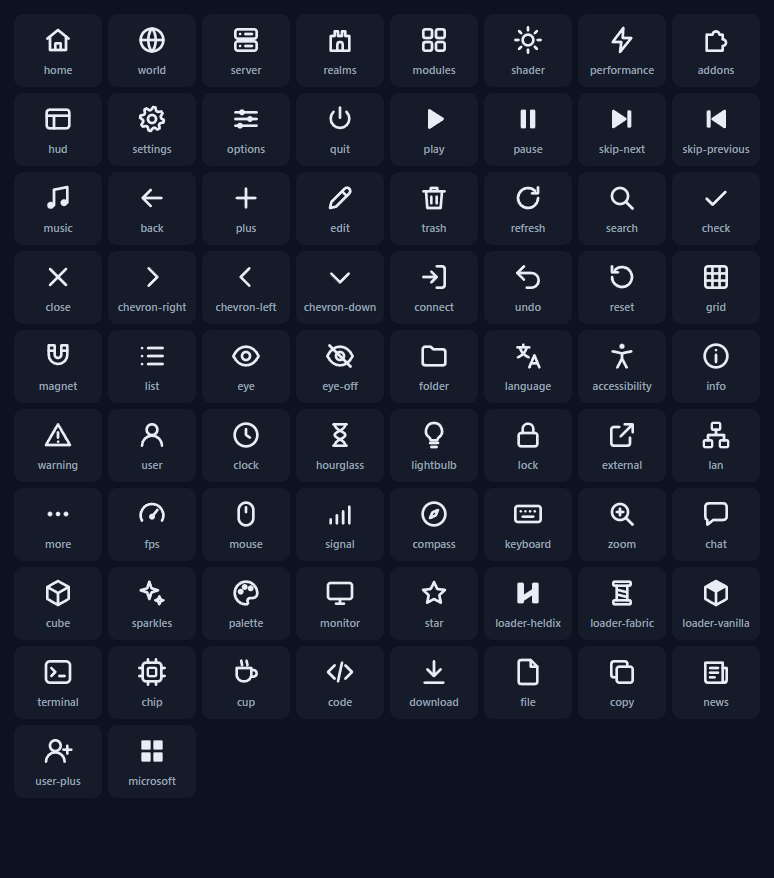 home world server realms modules shader performance addons
hud settings options quit play pause skip-next skip-previous
music back plus edit trash refresh search check
close chevron-right chevron-left chevron-down connect undo reset grid
magnet list eye eye-off folder language accessibility info
warning user clock hourglass lightbulb lock external lan
more fps mouse signal compass keyboard zoom chat
cube sparkles palette monitor star loader-heldix loader-fabric loader-vanilla
terminal chip cup code download file copy news
user-plus microsoft